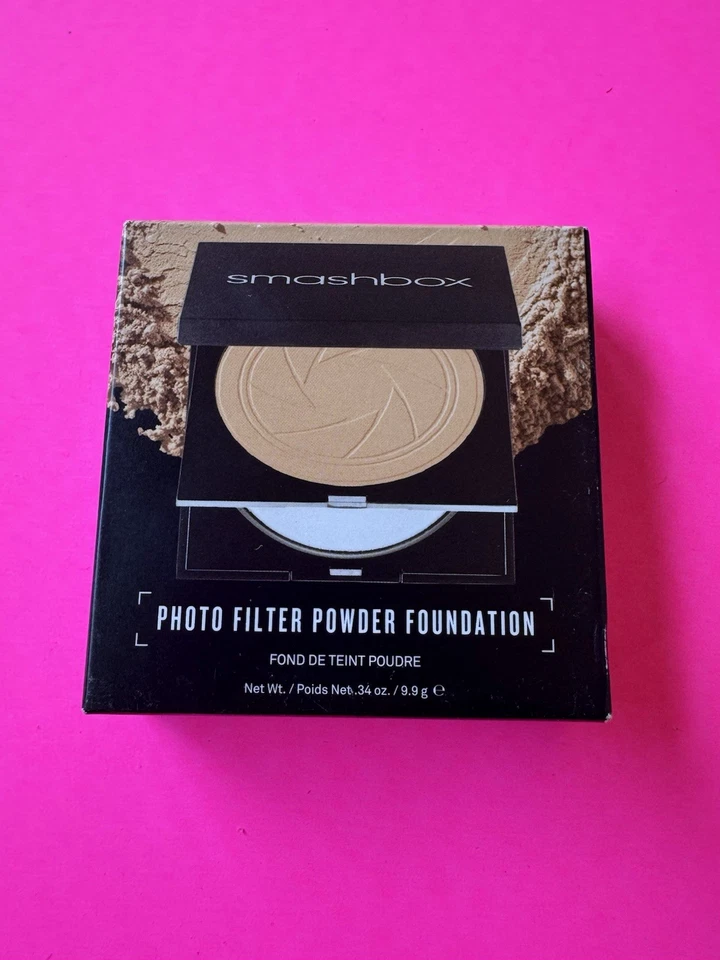 smashbox
PHOTO FILTER POWDER FOUNDATION
FOND DE TEINT POUDRE
Net Wt. / Poids Net .34 oz. / 9.9 g ℮